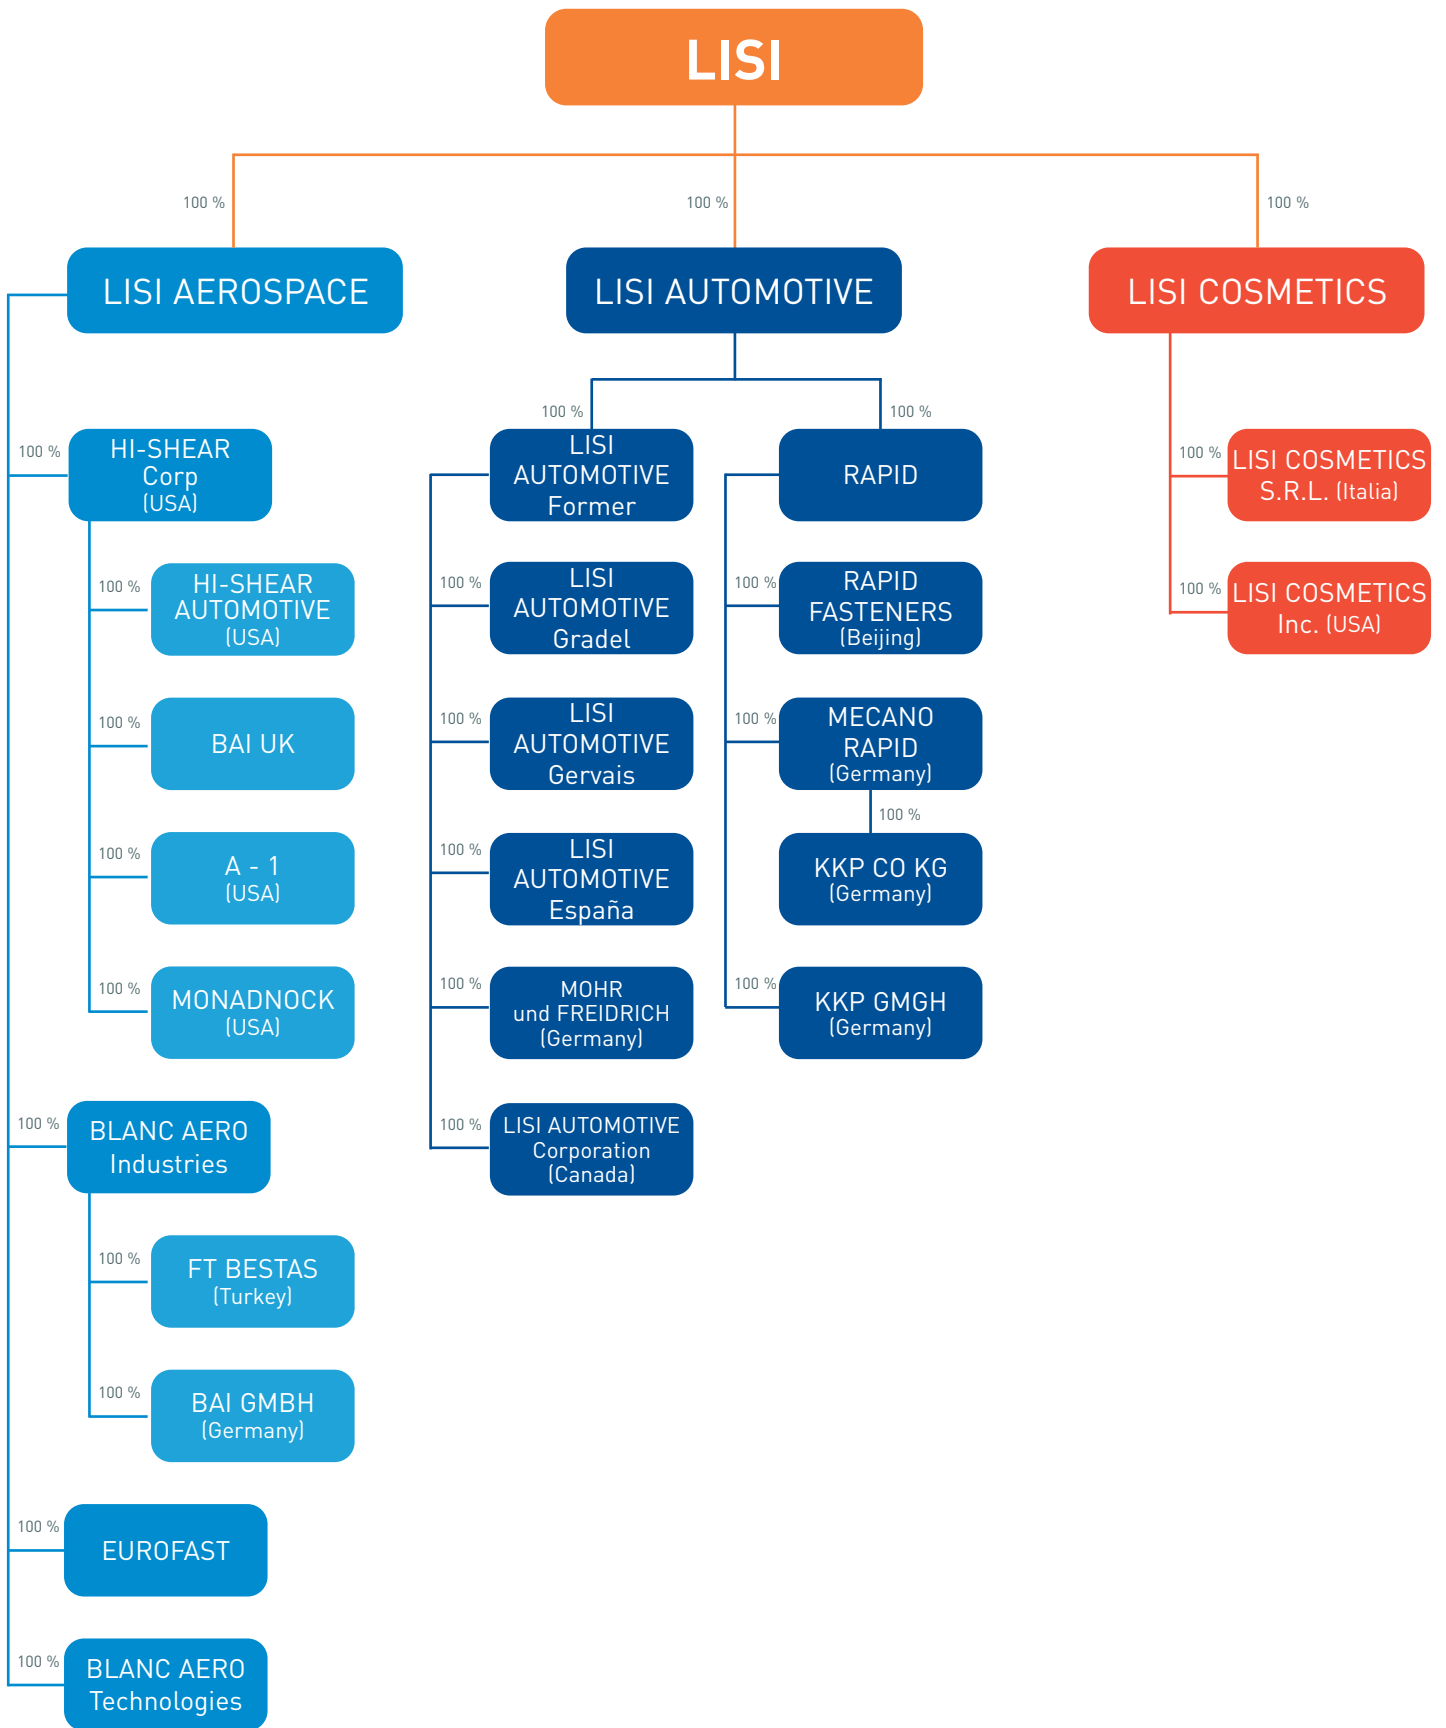 LISI
100 %
100 %
100 %
LISI AEROSPACE
LISI AUTOMOTIVE
LISI COSMETICS
100 %
HI-SHEAR
Corp
(USA)
100 %
HI-SHEAR
AUTOMOTIVE
(USA)
100 %
BAI UK
100 %
A - 1
(USA)
100 %
MONADNOCK
(USA)
100 %
BLANC AERO
Industries
100 %
FT BESTAS
(Turkey)
100 %
BAI GMBH
(Germany)
100 %
EUROFAST
100 %
BLANC AERO
Technologies
100 %
LISI
AUTOMOTIVE
Former
100 %
LISI
AUTOMOTIVE
Gradel
100 %
LISI
AUTOMOTIVE
Gervais
100 %
LISI
AUTOMOTIVE
España
100 %
MOHR
und FREIDRICH
(Germany)
100 %
LISI AUTOMOTIVE
Corporation
(Canada)
100 %
RAPID
100 %
RAPID
FASTENERS
(Beijing)
100 %
MECANO
RAPID
(Germany)
100 %
KKP CO KG
(Germany)
100 %
KKP GMGH
(Germany)
100 %
LISI COSMETICS
S.R.L. (Italia)
100 %
LISI COSMETICS
Inc. (USA)